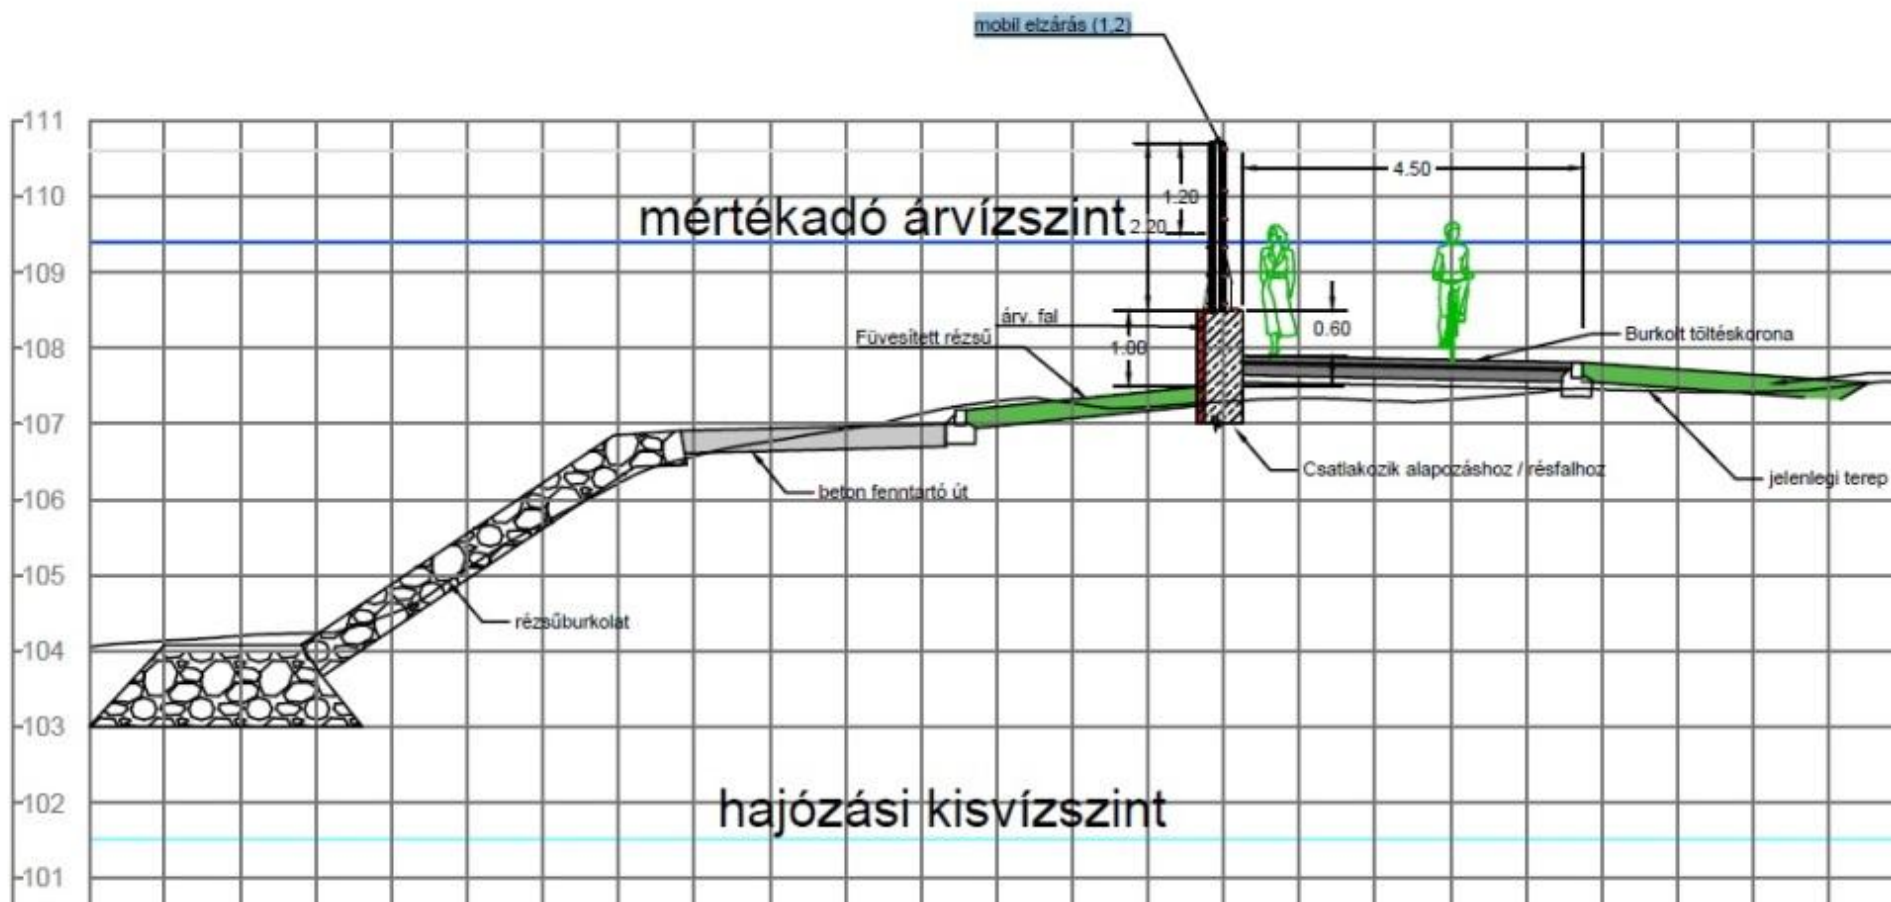 mobil elzárás (1,2)
111
110
109
108
107
106
105
104
103
102
101
4.50
1.20
2.20
mértékadó árvízszint
árv. fal
0.60
1.00
Füvesített rézsű
Burkolt töltéskorona
Csatlakozik alapozáshoz / résfalhoz
jelenlegi terep
beton fenntartó út
rézsűburkolat
hajózási kisvízszint